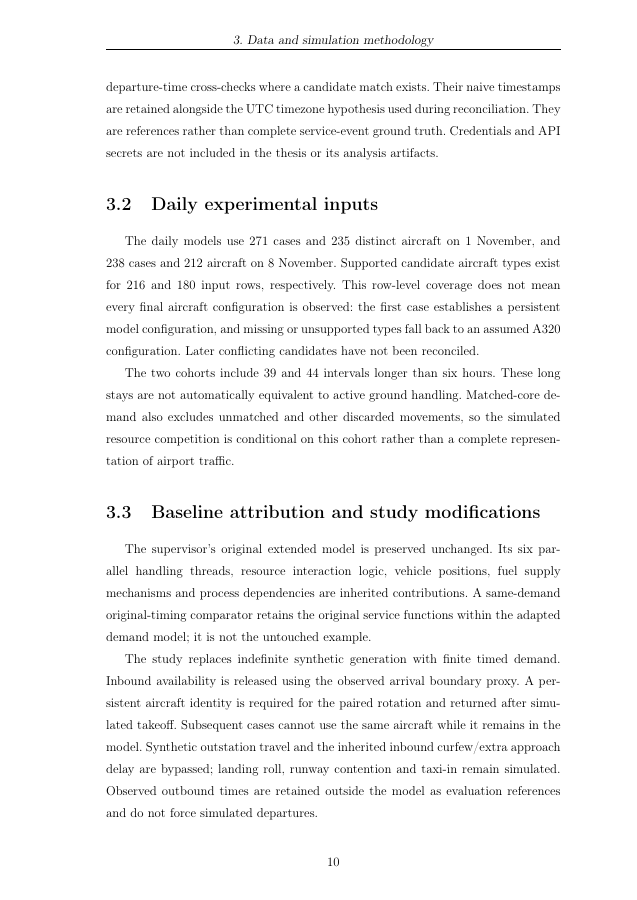 3. Data and simulation methodology
departure-time cross-checks where a candidate match exists. Their naive timestamps
are retained alongside the UTC timezone hypothesis used during reconciliation. They
are references rather than complete service-event ground truth. Credentials and API
secrets are not included in the thesis or its analysis artifacts.
3.2 Daily experimental inputs
The daily models use 271 cases and 235 distinct aircraft on 1 November, and
238 cases and 212 aircraft on 8 November. Supported candidate aircraft types exist
for 216 and 180 input rows, respectively. This row-level coverage does not mean
every final aircraft configuration is observed: the first case establishes a persistent
model configuration, and missing or unsupported types fall back to an assumed A320
configuration. Later conflicting candidates have not been reconciled.
The two cohorts include 39 and 44 intervals longer than six hours. These long
stays are not automatically equivalent to active ground handling. Matched-core de-
mand also excludes unmatched and other discarded movements, so the simulated
resource competition is conditional on this cohort rather than a complete represen-
tation of airport traffic.
3.3 Baseline attribution and study modifications
The supervisor's original extended model is preserved unchanged. Its six par-
allel handling threads, resource interaction logic, vehicle positions, fuel supply
mechanisms and process dependencies are inherited contributions. A same-demand
original-timing comparator retains the original service functions within the adapted
demand model; it is not the untouched example.
The study replaces indefinite synthetic generation with finite timed demand.
Inbound availability is released using the observed arrival boundary proxy. A per-
sistent aircraft identity is required for the paired rotation and returned after simu-
lated takeoff. Subsequent cases cannot use the same aircraft while it remains in the
model. Synthetic outstation travel and the inherited inbound curfew/extra approach
delay are bypassed; landing roll, runway contention and taxi-in remain simulated.
Observed outbound times are retained outside the model as evaluation references
and do not force simulated departures.
10